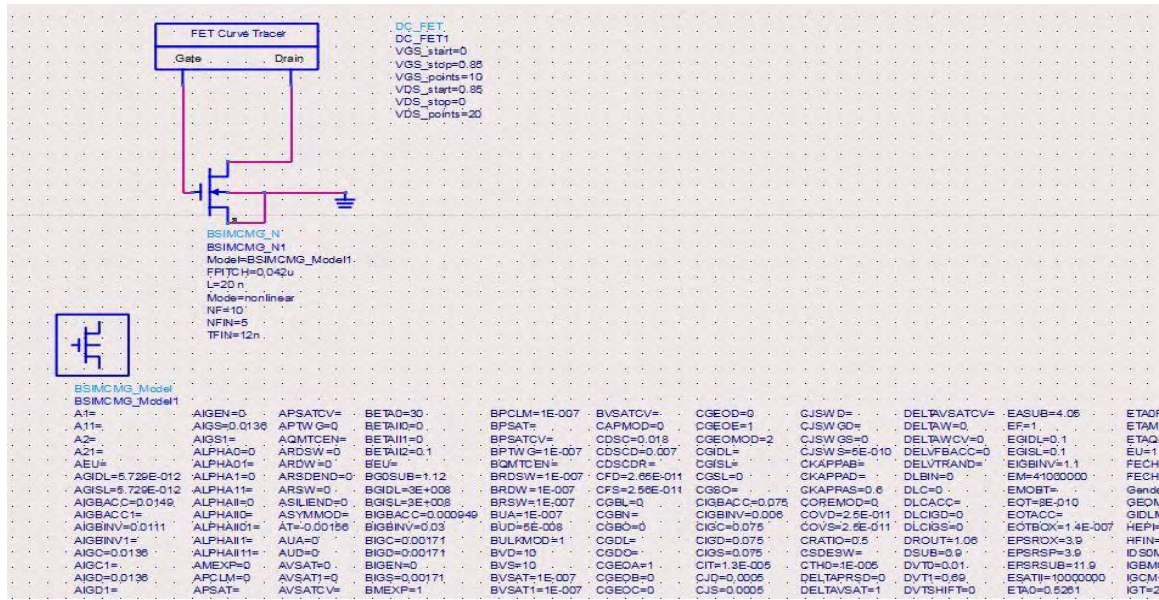 FET Curve Tracer
Gate Drain
DC_FET
DC_FET1
VGS_start=0
VGS_stop=0.85
VGS_points=10
VDS_start=0.85
VDS_stop=0
VDS_points=20
BSIMCMG_N
BSIMCMG_N1
Model=BSIMCMG_Model1
FPITCH=0.042u
L=20 n
Mode=nonlinear
NF=10
NFIN=5
TFIN=12n
BSIMCMG_Model
BSIMCMG_Model1
A1= AIGEN=0 APSATCV= BETA0=30 BPCLM=1E-007 BVSATCV= CGEOD=0 CJSWD= DELTAVSATCV= EASUB=4.05
A11= AIGS=0.0136 APTWG=0 BETAII0=0 BPSAT= CAPMOD=0 CGEOE=1 CJSWGD= DELTAW=0 EF=1
A2= AIGS1= AQMTCEN= BETAII1=0 BPSATCV= CDSC=0.018 CGEOMOD=2 CJSWGS=0 DELTAWCV=0 EGIDL=0.1
A21= ALPHA0=0 ARDSW=0 BETAII2=0.1 BPTWG=1E-007 CDSCD=0.007 CGIDL= CJSWS=5E-010 DELVFBACC=0 EGISL=0.1 EU=1
AEU= ALPHA01= ARDW=0 BEU= BQMTCEN= CDSCDR= CGISL= CKAPPAB= DELVTRAND= EIGBINV=1.1
AGIDL=5.729E-012 ALPHA1=0 ARSDEND=0 BG0SUB=1.12 BRDSW=1E-007 CFD=2.65E-011 CGSL=0 CKAPPAD= DLBIN=0 EM=41000000
AGISL=5.729E-012 ALPHA11= ARSW=0 BGIDL=3E+008 BRDW=1E-007 CFS=2.56E-011 CGSO= CKAPPAS=0.6 DLC=0 EMOBT=
AIGBACC=0.0149 ALPHAII=0 ASILIEND=0 BGISL=3E+008 BRSW=1E-007 CGBL=0 CIGBACC=0.075 COREMOD=0 DLCACC= EOT=8E-010
AIGBACC1= ALPHAII0= ASYMMOD= BIGBACC=0.000949 BUA=1E-007 CGBN= CIGBINV=0.006 COVD=2.5E-011 DLCIGD=0 EOTACC=
AIGBINV=0.0111 ALPHAII01= AT=-0.00156 BIGBINV=0.03 BUD=5E-008 CGBO=0 CIGC=0.075 COVS=2.5E-011 DLCIGS=0 EOTBOX=1.4E-007
AIGC=0.0136 ALPHAII1= AUA=0 BIGC=0.00171 BULKMOD=1 CGDL= CIGD=0.075 CRATIO=0.5 DROUT=1.06 EPSROX=3.9
AIGC1= ALPHAII11= AUD=0 BIGD=0.00171 BVD=10 CGDO= CIGS=0.075 CSDESW= DSUB=0.9 EPSRSP=3.9
AIGD=0.0136 AMEXP=0 AVSAT=0 BIGEN=0 BVS=10 CGEOA=1 CIT=1.3E-005 CTH0=1E-005 DVT0=0.01 EPSRSUB=11.9
AIGD1= APCLM=0 AVSAT1=0 BIGS=0.00171 BVSAT=1E-007 CGEOB=0 CJD=0.0005 DELTAPRSD=0 DVT1=0.69 ESATII=10000000
APSAT= AVSATCV= BMEXP=1 BVSAT1=1E-007 CGEOC=0 CJS=0.0005 DELTAVSAT=1 DVTSHIFT=0 ETA0=0.5261